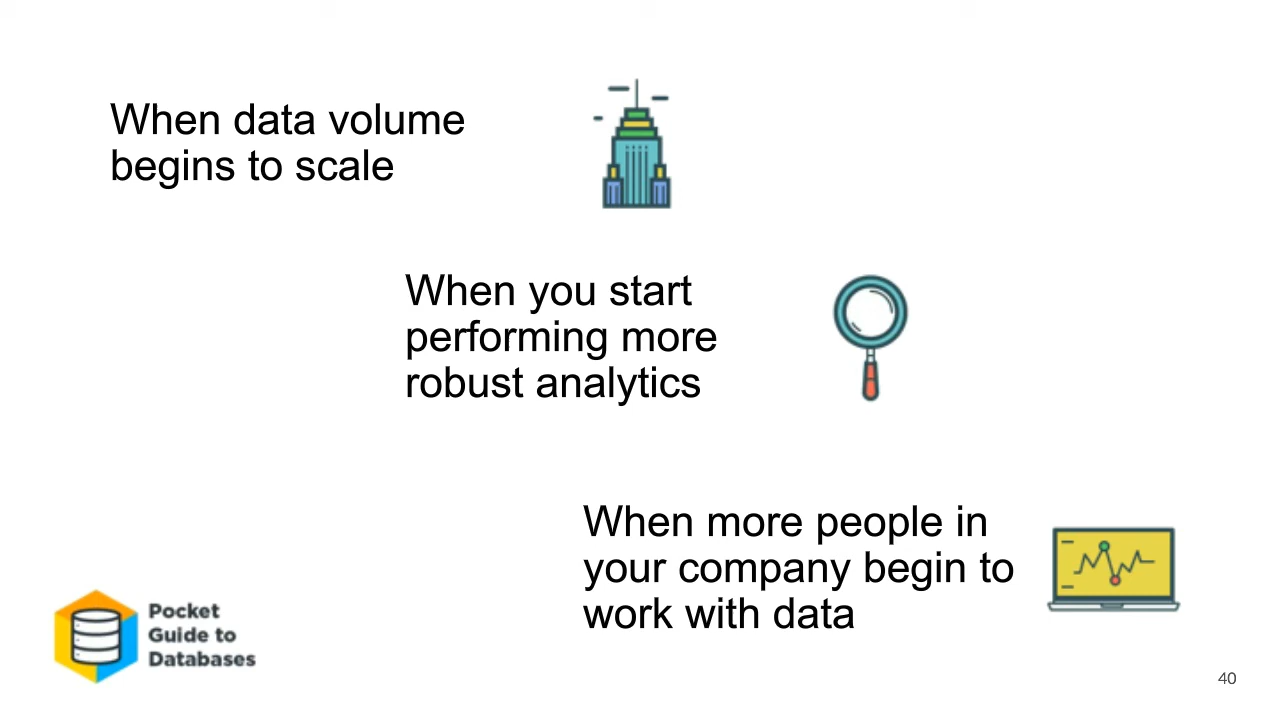 When data volume
begins to scale
When you start
performing more
robust analytics
When more people in
your company begin to
work with data
Pocket
Guide to
Databases
40